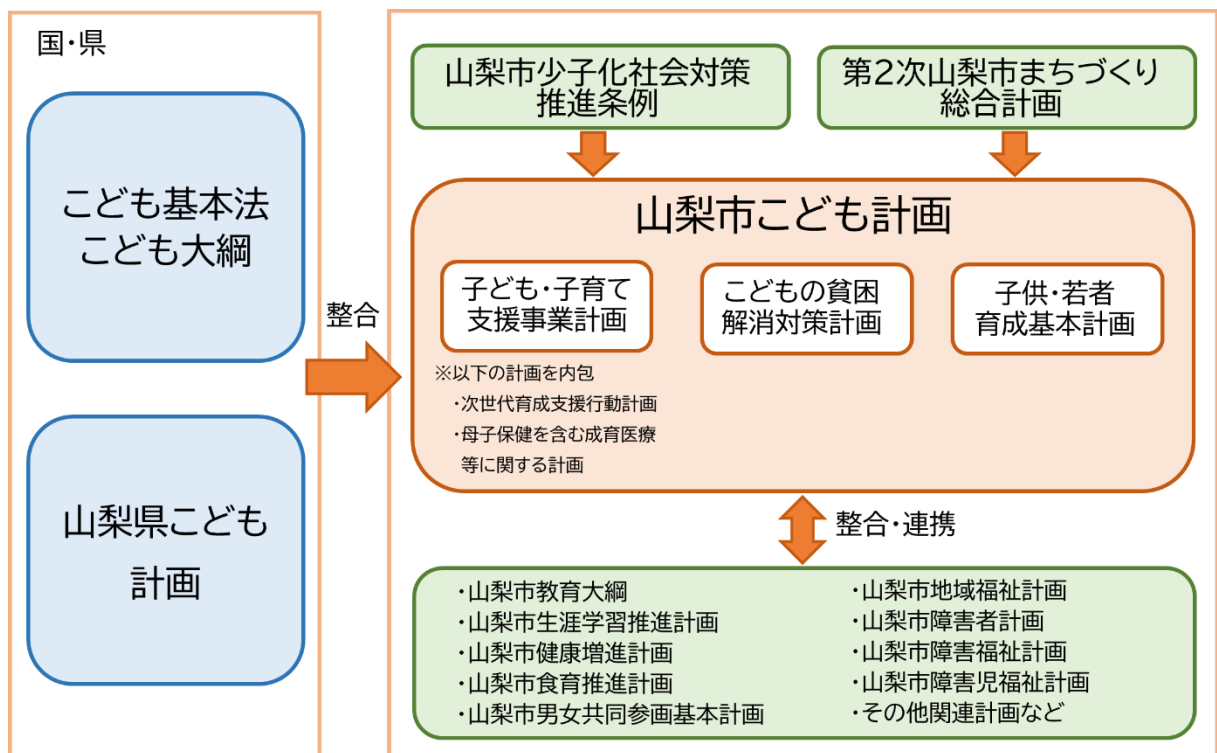 国・県
こども基本法
こども大綱
山梨県こども
計画
整合
山梨市少子化社会対策
推進条例
第2次山梨市まちづくり
総合計画
山梨市こども計画
子ども・子育て
支援事業計画
こどもの貧困
解消対策計画
子供・若者
育成基本計画
※以下の計画を内包
・次世代育成支援行動計画
・母子保健を含む成育医療
等に関する計画
整合・連携
・山梨市教育大綱
・山梨市生涯学習推進計画
・山梨市健康増進計画
・山梨市食育推進計画
・山梨市男女共同参画基本計画
・山梨市地域福祉計画
・山梨市障害者計画
・山梨市障害福祉計画
・山梨市障害児福祉計画
・その他関連計画など